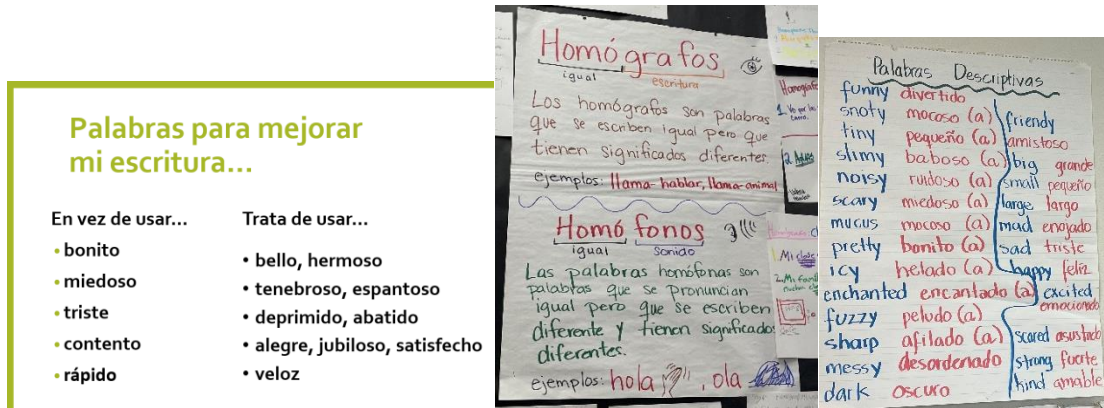 Palabras para mejorar
mi escritura...
En vez de usar...
• bonito
• miedoso
• triste
• contento
• rápido
Trata de usar...
• bello, hermoso
• tenebroso, espantoso
• deprimido, abatido
• alegre, jubiloso, satisfecho
• veloz
Homógrafos
igual escritura
Los homógrafos son palabras
que se escriben igual pero que
tienen significados diferentes.
ejemplos: llama-hablar, llama-animal
Homófonos
igual sonido
Las palabras homófonas son
palabras que se pronuncian
igual pero que se escriben
diferente y tienen significados
diferentes.
ejemplos: hola, ola
Palabras Descriptivas
funny divertido
snoty mocoso (a)
tiny pequeño (a)
slimy baboso (a)
noisy ruidoso (a)
scary miedoso (a)
mucus mocoso (a)
pretty bonito (a)
icy helado (a)
enchanted encantado (a)
fuzzy peludo (a)
sharp afilado (a)
messy desordenado
dark oscuro
friendy
amistoso
big grande
small pequeño
large largo
mad enojado
sad triste
happy feliz
excited
emocionado
scared asustado
strong fuerte
kind amable